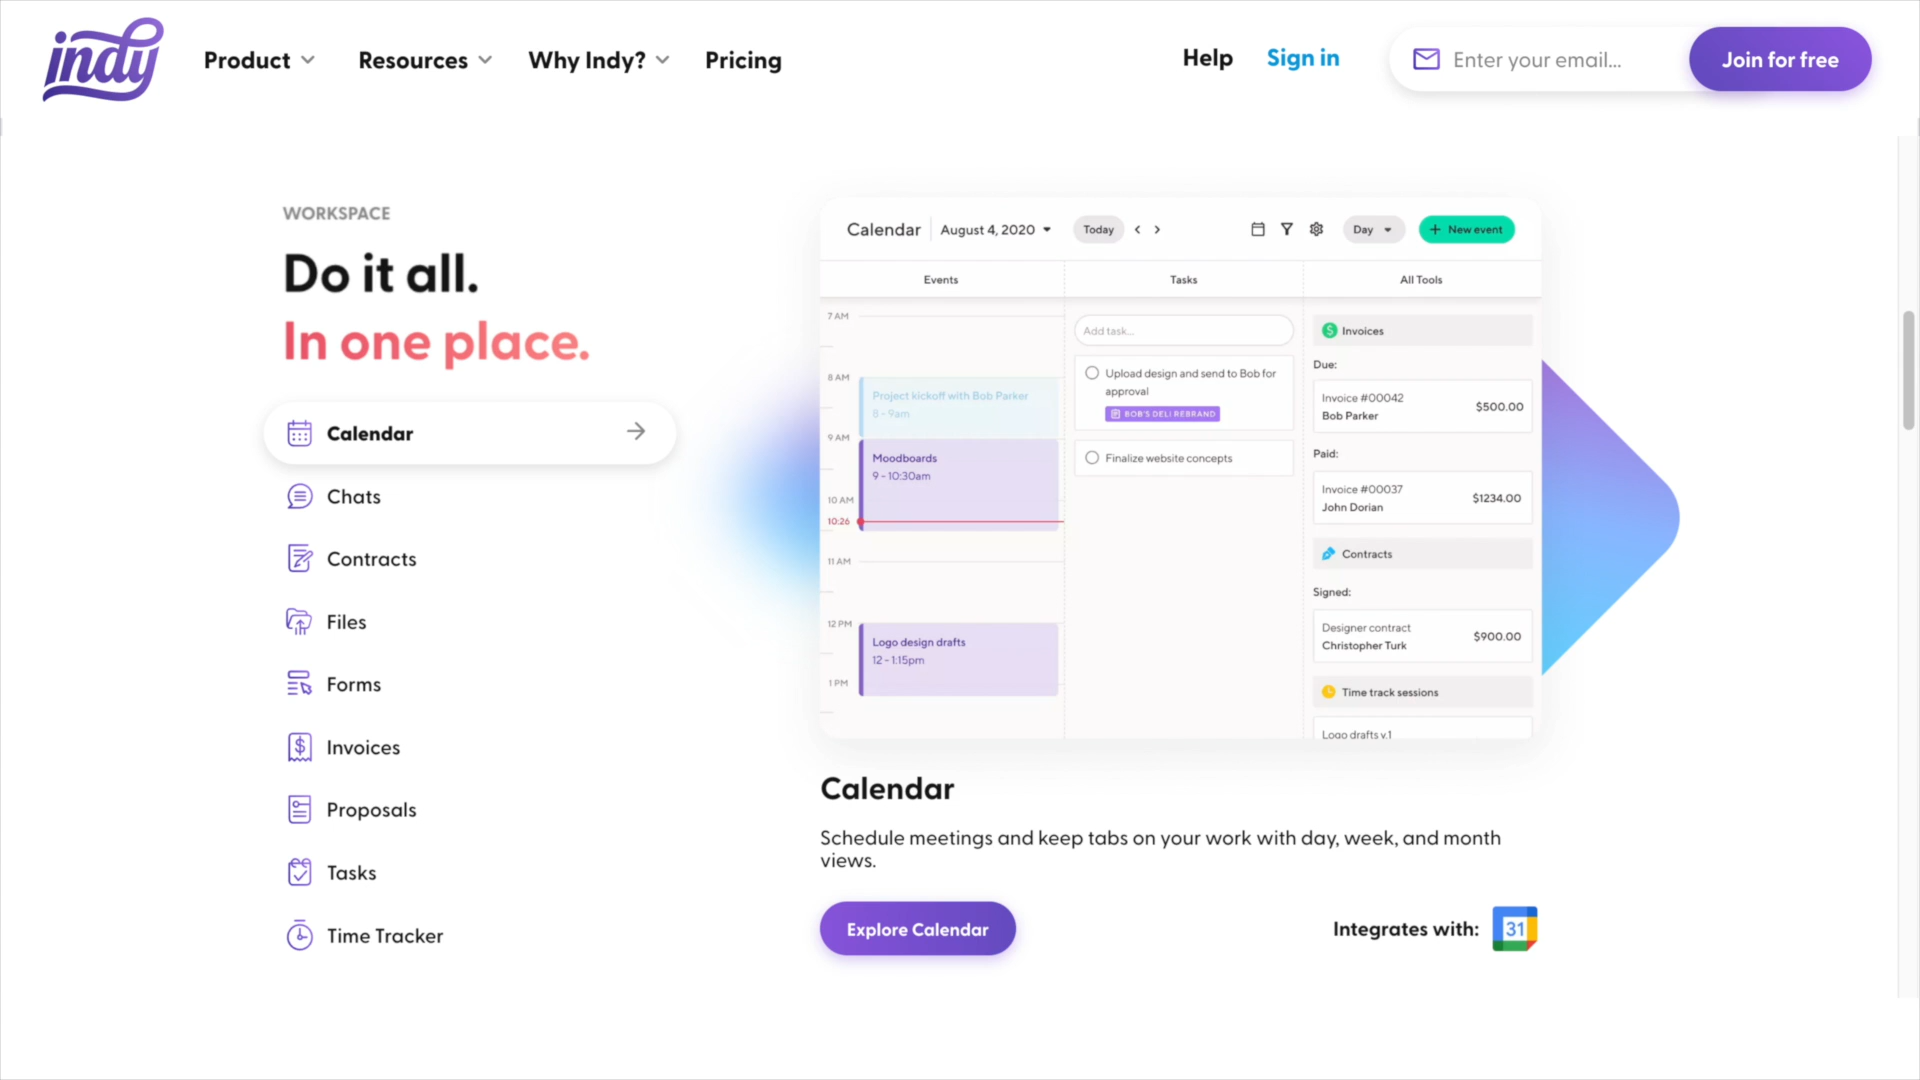 indy
Product
Resources
Why Indy?
Pricing
Help
Sign in
Enter your email...
Join for free
WORKSPACE
Do it all.
In one place.
Calendar
Chats
Contracts
Files
Forms
Invoices
Proposals
Tasks
Time Tracker
Calendar
August 4, 2020
Today
Day
+ New event
Events
Tasks
All Tools
7 AM
8 AM
Project kickoff with Bob Parker
8 - 9am
9 AM
Moodboards
9 - 10:30am
10 AM
10:26
11 AM
12 PM
Logo design drafts
12 - 1:15pm
1 PM
Add task...
Upload design and send to Bob for
approval
BOB'S DELI REBRAND
Finalize website concepts
Invoices
Due:
Invoice #00042
Bob Parker
$500.00
Paid:
Invoice #00037
John Dorian
$1234.00
Contracts
Signed:
Designer contract
Christopher Turk
$900.00
Time track sessions
Logo drafts v.1
Calendar
Schedule meetings and keep tabs on your work with day, week, and month
views.
Explore Calendar
Integrates with:
31